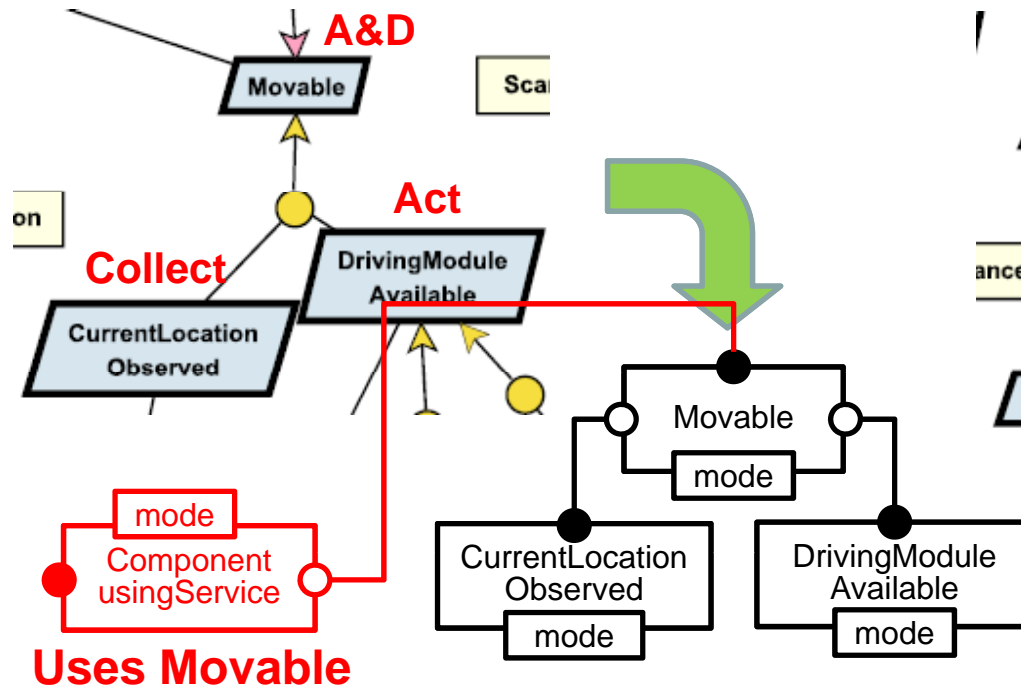 A&D
Movable
Scar
on
Act
Collect
DrivingModule
Available
ance
CurrentLocation
Observed
Movable
mode
mode
Component
usingService
CurrentLocation
Observed
mode
DrivingModule
Available
mode
Uses Movable